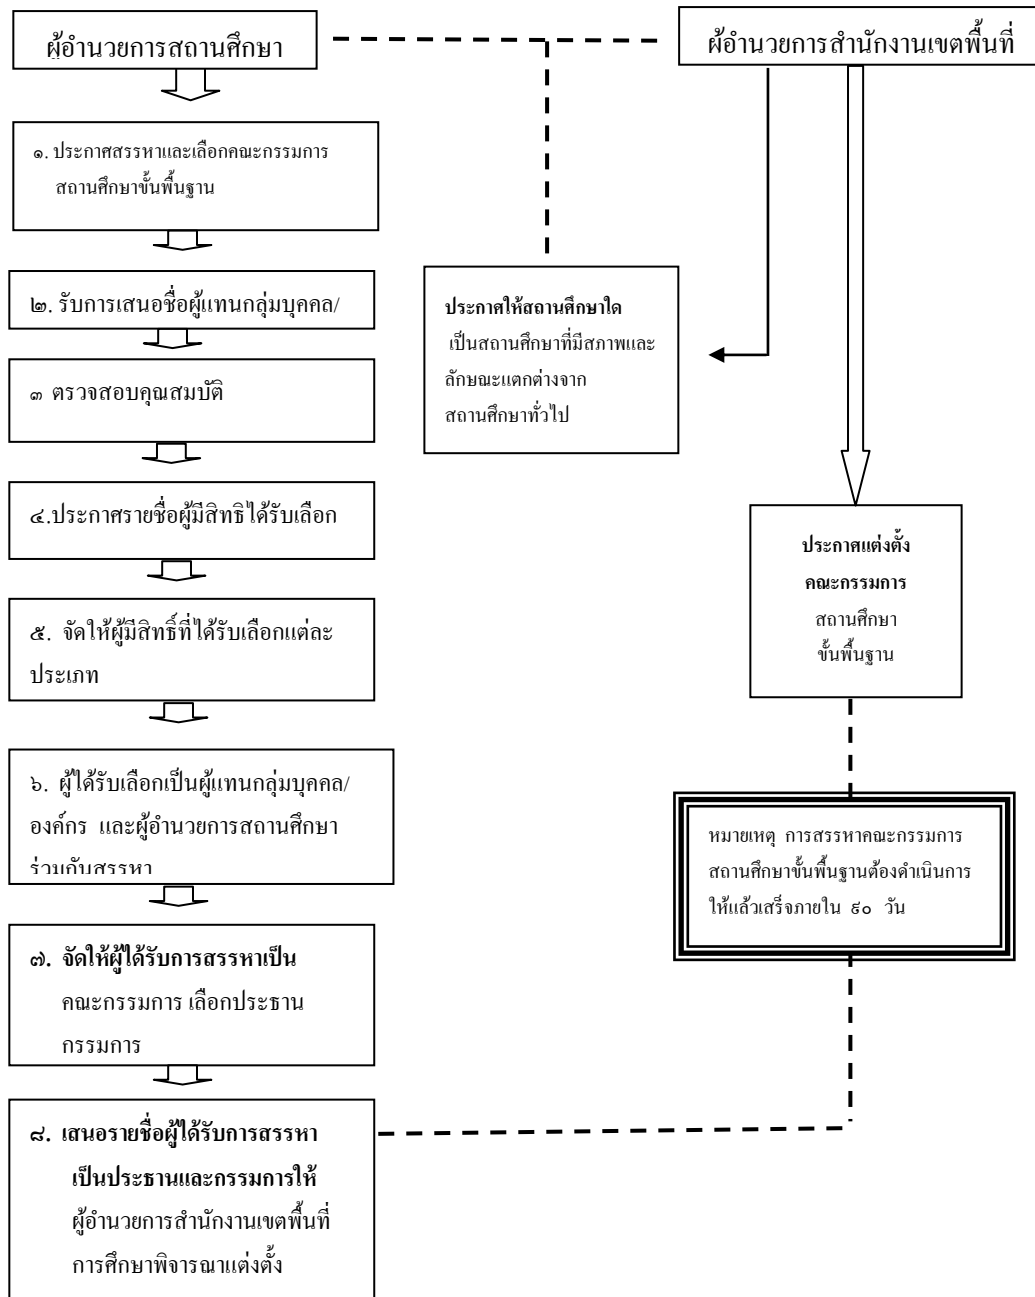 ผู้อำนวยการสถานศึกษา
ผู้อำนวยการสำนักงานเขตพื้นที่
๑. ประกาศสรรหาและเลือกคณะกรรมการ
สถานศึกษาขั้นพื้นฐาน
๒. รับการเสนอชื่อผู้แทนกลุ่มบุคคล/
๓ ตรวจสอบคุณสมบัติ
๔.ประกาศรายชื่อผู้มีสิทธิได้รับเลือก
๕. จัดให้ผู้มีสิทธิ์ที่ได้รับเลือกแต่ละ
ประเภท
๖. ผู้ได้รับเลือกเป็นผู้แทนกลุ่มบุคคล/
องค์กร และผู้อำนวยการสถานศึกษา
ร่วมกันสรรหา
๗. จัดให้ผู้ได้รับการสรรหาเป็น
คณะกรรมการ เลือกประธาน
กรรมการ
๘. เสนอรายชื่อผู้ได้รับการสรรหา
เป็นประธานและกรรมการให้
ผู้อำนวยการสำนักงานเขตพื้นที่
การศึกษาพิจารณาแต่งตั้ง
ประกาศให้สถานศึกษาใด
เป็นสถานศึกษาที่มีสภาพและ
ลักษณะแตกต่างจาก
สถานศึกษาทั่วไป
ประกาศแต่งตั้ง
คณะกรรมการ
สถานศึกษา
ขั้นพื้นฐาน
หมายเหตุ การสรรหาคณะกรรมการ
สถานศึกษาขั้นพื้นฐานต้องดำเนินการ
ให้แล้วเสร็จภายใน ๙๐ วัน